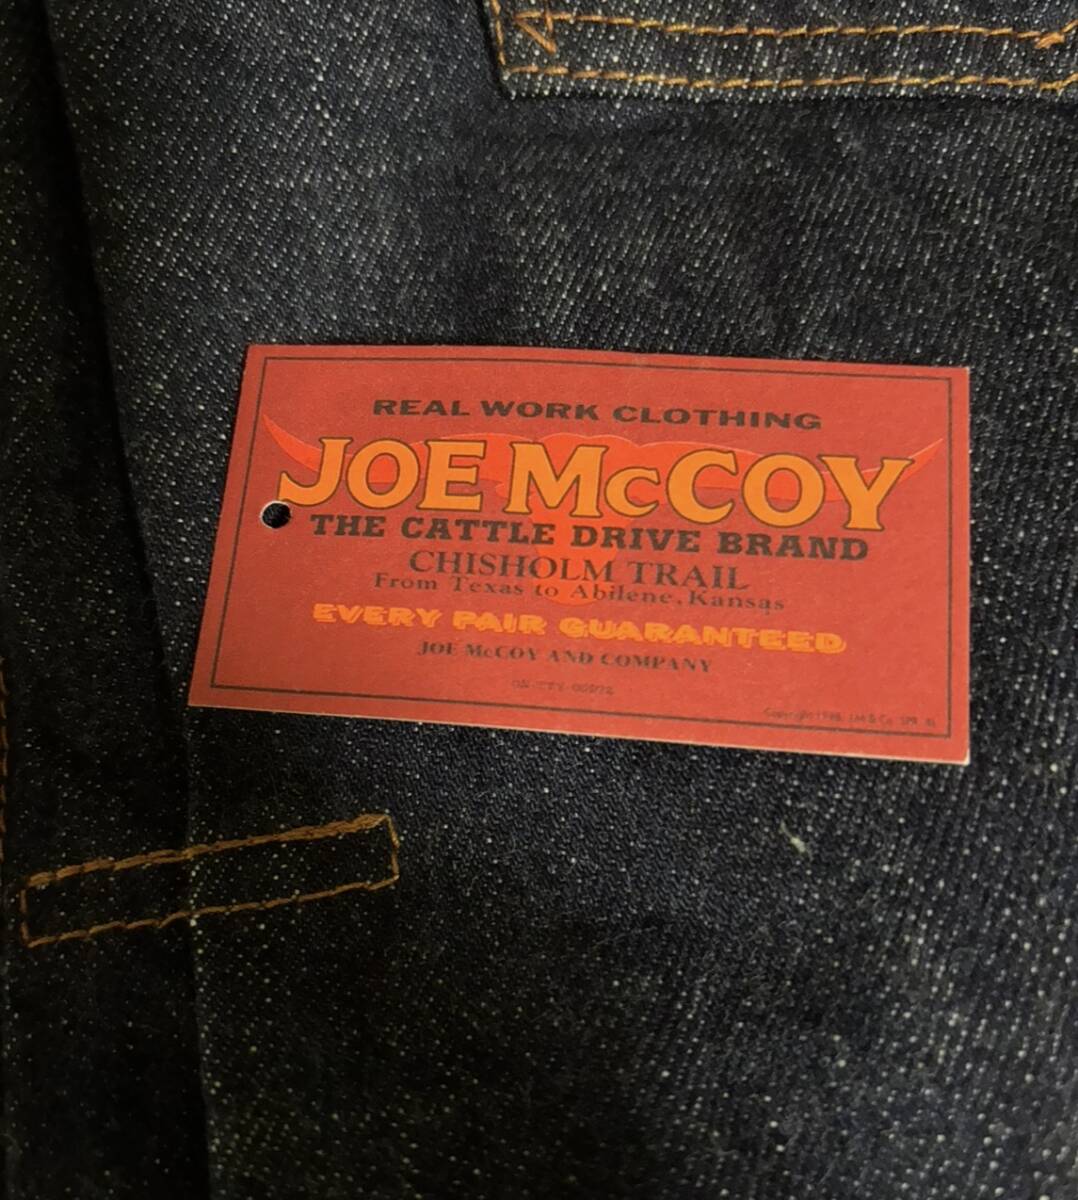 REAL WORK CLOTHING
JOE McCOY
THE CATTLE DRIVE BRAND
CHISHOLM TRAIL
From Texas to Abilene, Kansas
EVERY PAIR GUARANTEED
JOE McCOY AND COMPANY
Copyright